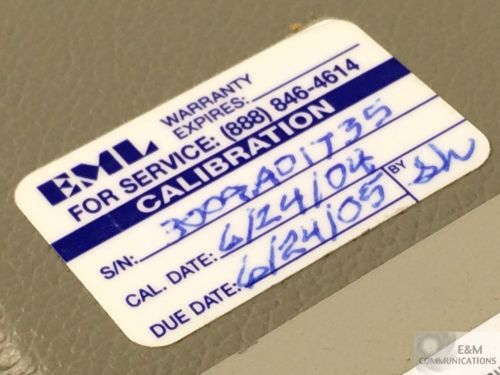 EML
WARRANTY
EXPIRES:
FOR SERVICE: (888) 846-4614
CALIBRATION
S/N: 3003A01735
CAL. DATE: 6/24/04
DUE DATE: 6/24/05 BY
E&M
COMMUNICATIONS